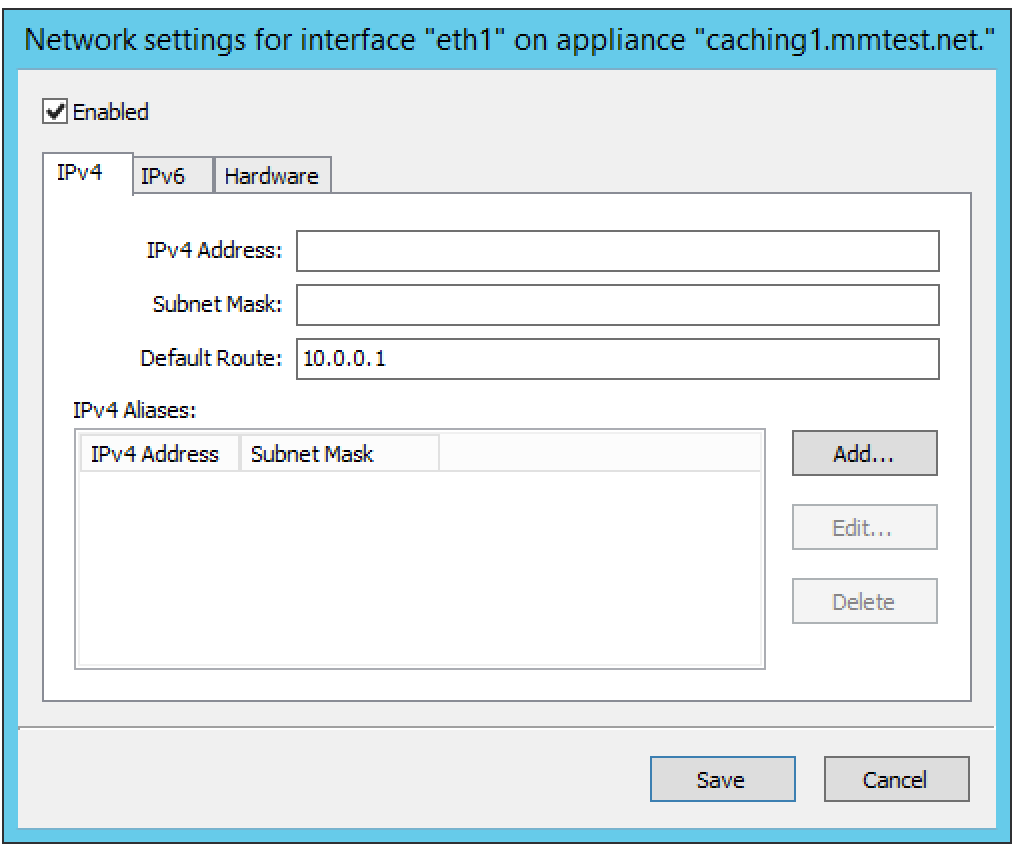 Network settings for interface "eth1" on appliance "caching1.mmtest.net."
Enabled
IPv4 IPv6 Hardware
IPv4 Address:
Subnet Mask:
Default Route: 10.0.0.1
IPv4 Aliases:
IPv4 Address Subnet Mask
Add...
Edit...
Delete
Save Cancel